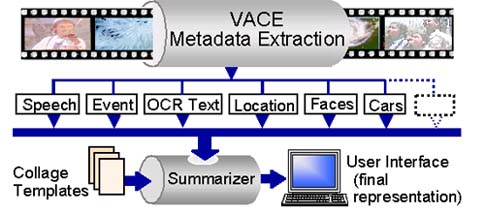 VACE
Metadata Extraction
Speech Event OCR Text Location Faces Cars
Collage
Templates
Summarizer
User Interface
(final
representation)